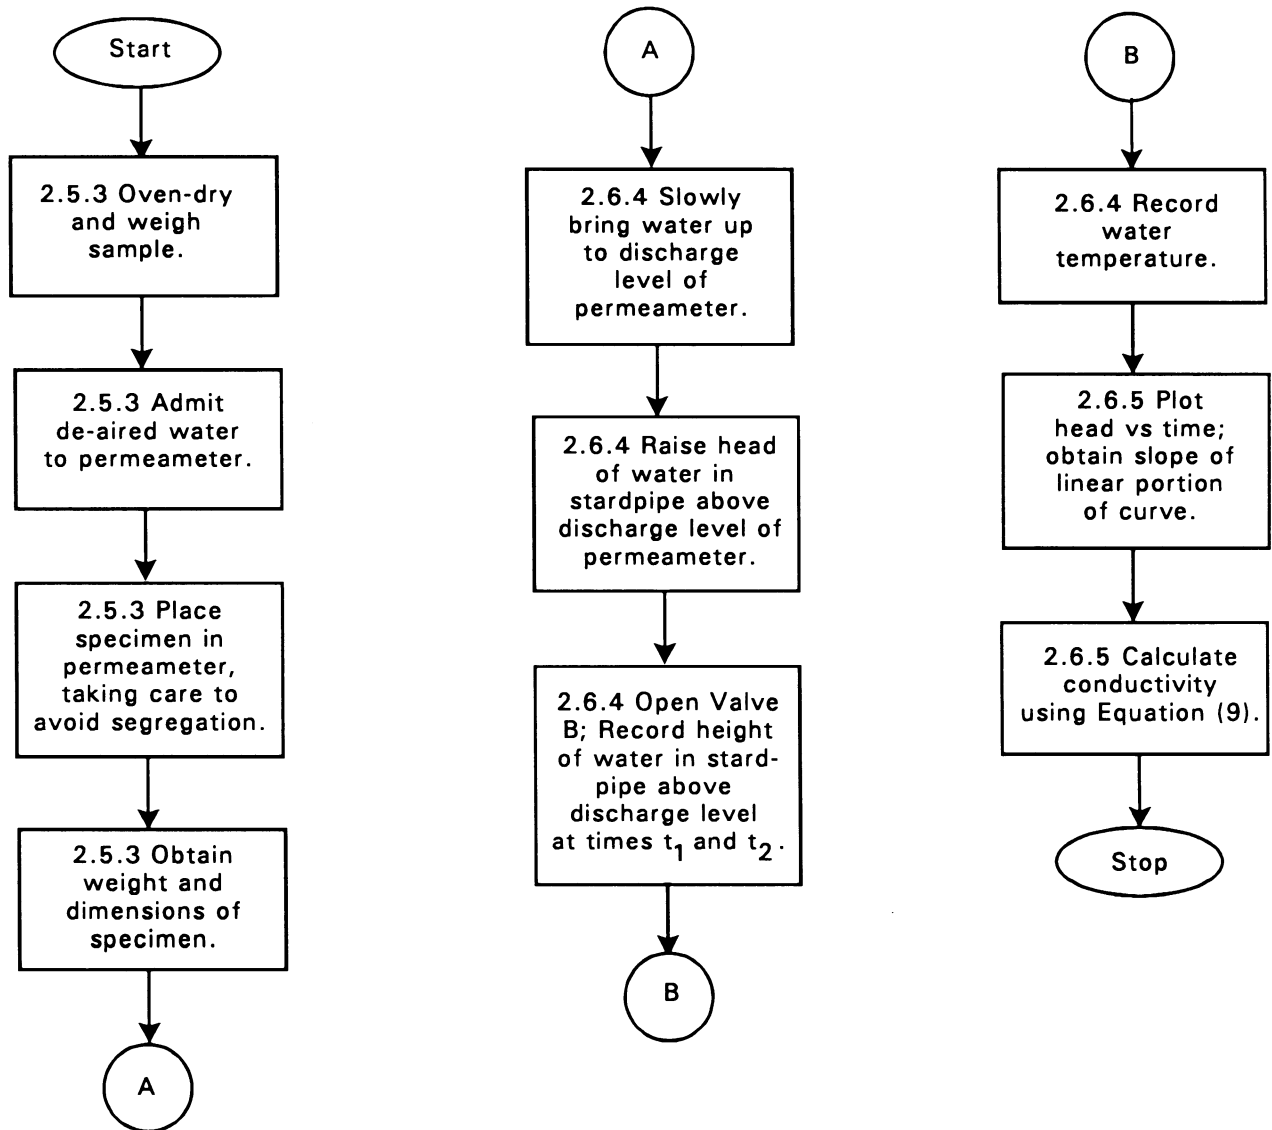 Start
2.5.3 Oven-dry
and weigh
sample.
2.5.3 Admit
de-aired water
to permeameter.
2.5.3 Place
specimen in
permeameter,
taking care to
avoid segregation.
2.5.3 Obtain
weight and
dimensions of
specimen.
A
A
2.6.4 Slowly
bring water up
to discharge
level of
permeameter.
2.6.4 Raise head
of water in
stardpipe above
discharge level of
permeameter.
2.6.4 Open Valve
B; Record height
of water in stard-
pipe above
discharge level
at times t1 and t2.
B
B
2.6.4 Record
water
temperature.
2.6.5 Plot
head vs time;
obtain slope of
linear portion
of curve.
2.6.5 Calculate
conductivity
using Equation (9).
Stop